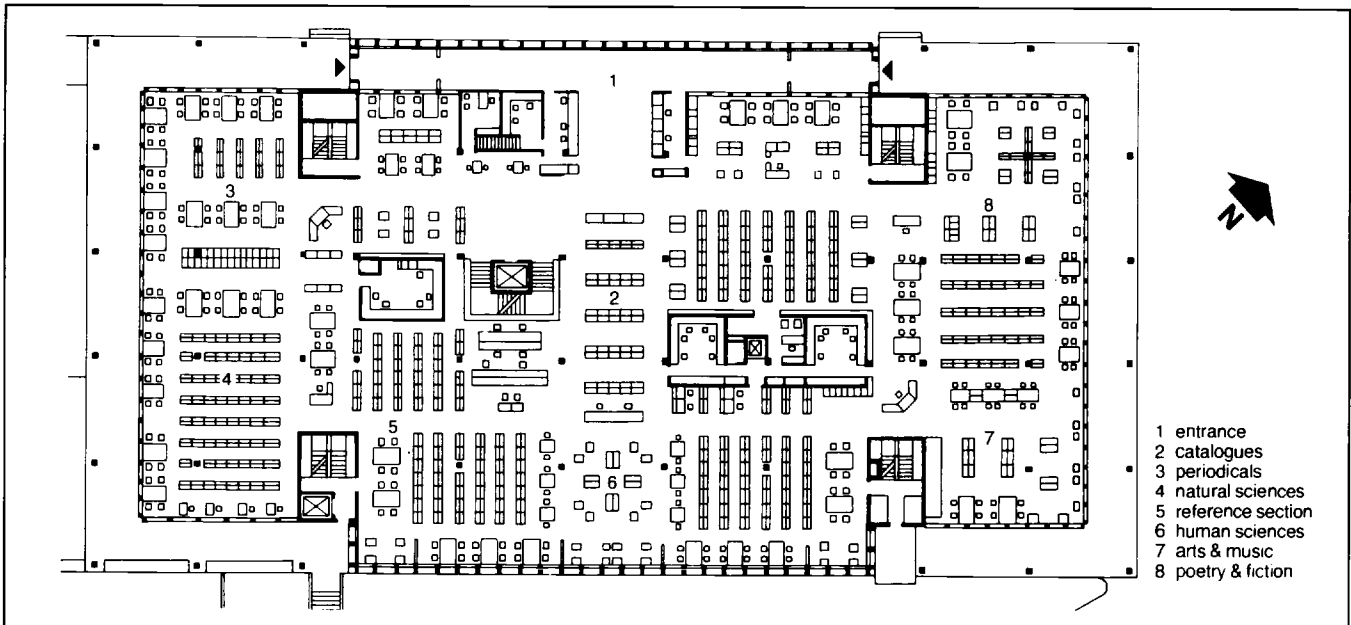 1
3
8
N
2
4
5
7
6
1 entrance
2 catalogues
3 periodicals
4 natural sciences
5 reference section
6 human sciences
7 arts & music
8 poetry & fiction